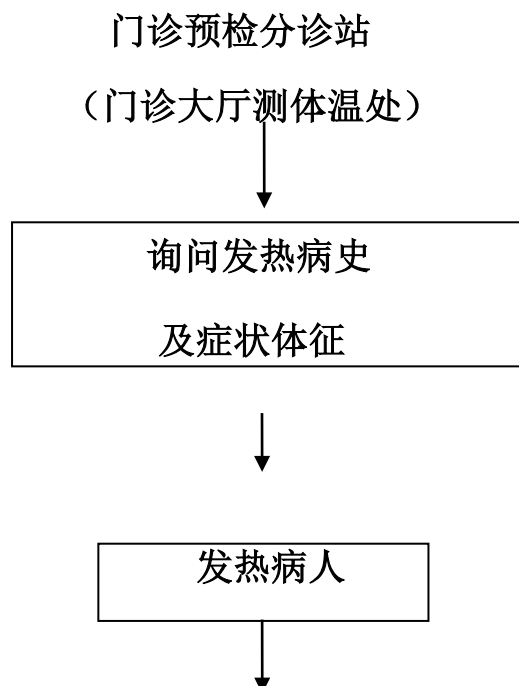 门诊预检分诊站
（门诊大厅测体温处）
询问发热病史
及症状体征
发热病人